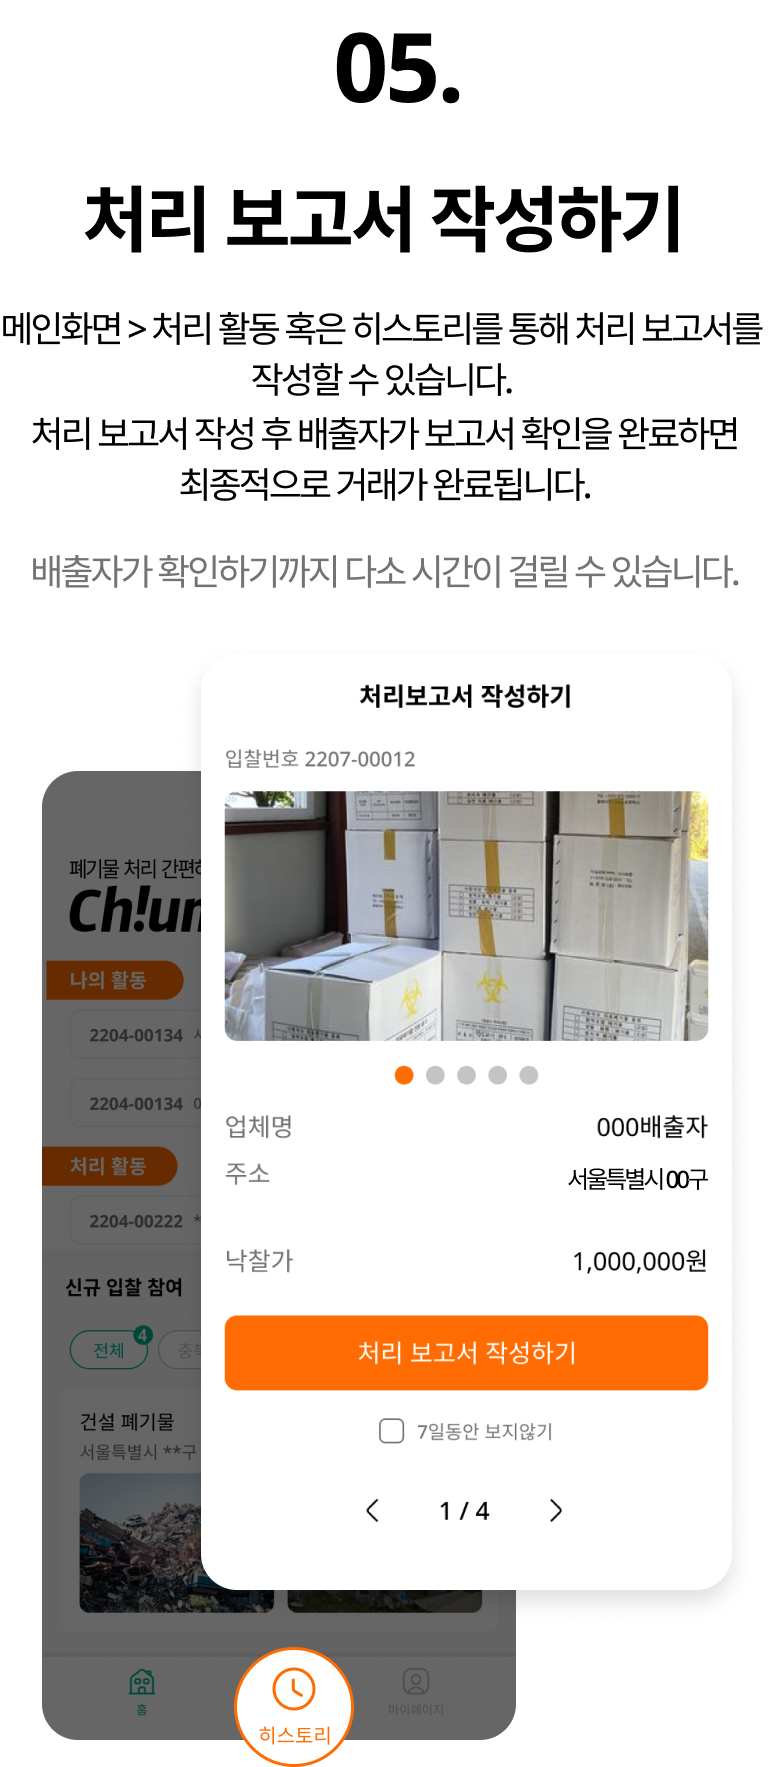 05.
처리 보고서 작성하기
메인화면 > 처리 활동 혹은 히스토리를 통해 처리 보고서를
작성할 수 있습니다.
처리 보고서 작성 후 배출자가 보고서 확인을 완료하면
최종적으로 거래가 완료됩니다.
배출자가 확인하기까지 다소 시간이 걸릴 수 있습니다.
처리보고서 작성하기
입찰번호 2207-00012
업체명 000배출자
주소 서울특별시 00구
낙찰가 1,000,000원
처리 보고서 작성하기
7일동안 보지않기
1 / 4
폐기물 처리 간편
Ch!u
나의 활동
2204-00134
2204-00134
처리 활동
2204-00222 *
신규 입찰 참여
전체 4
건설 폐기물
서울특별시 **구
홈
히스토리
마이페이지